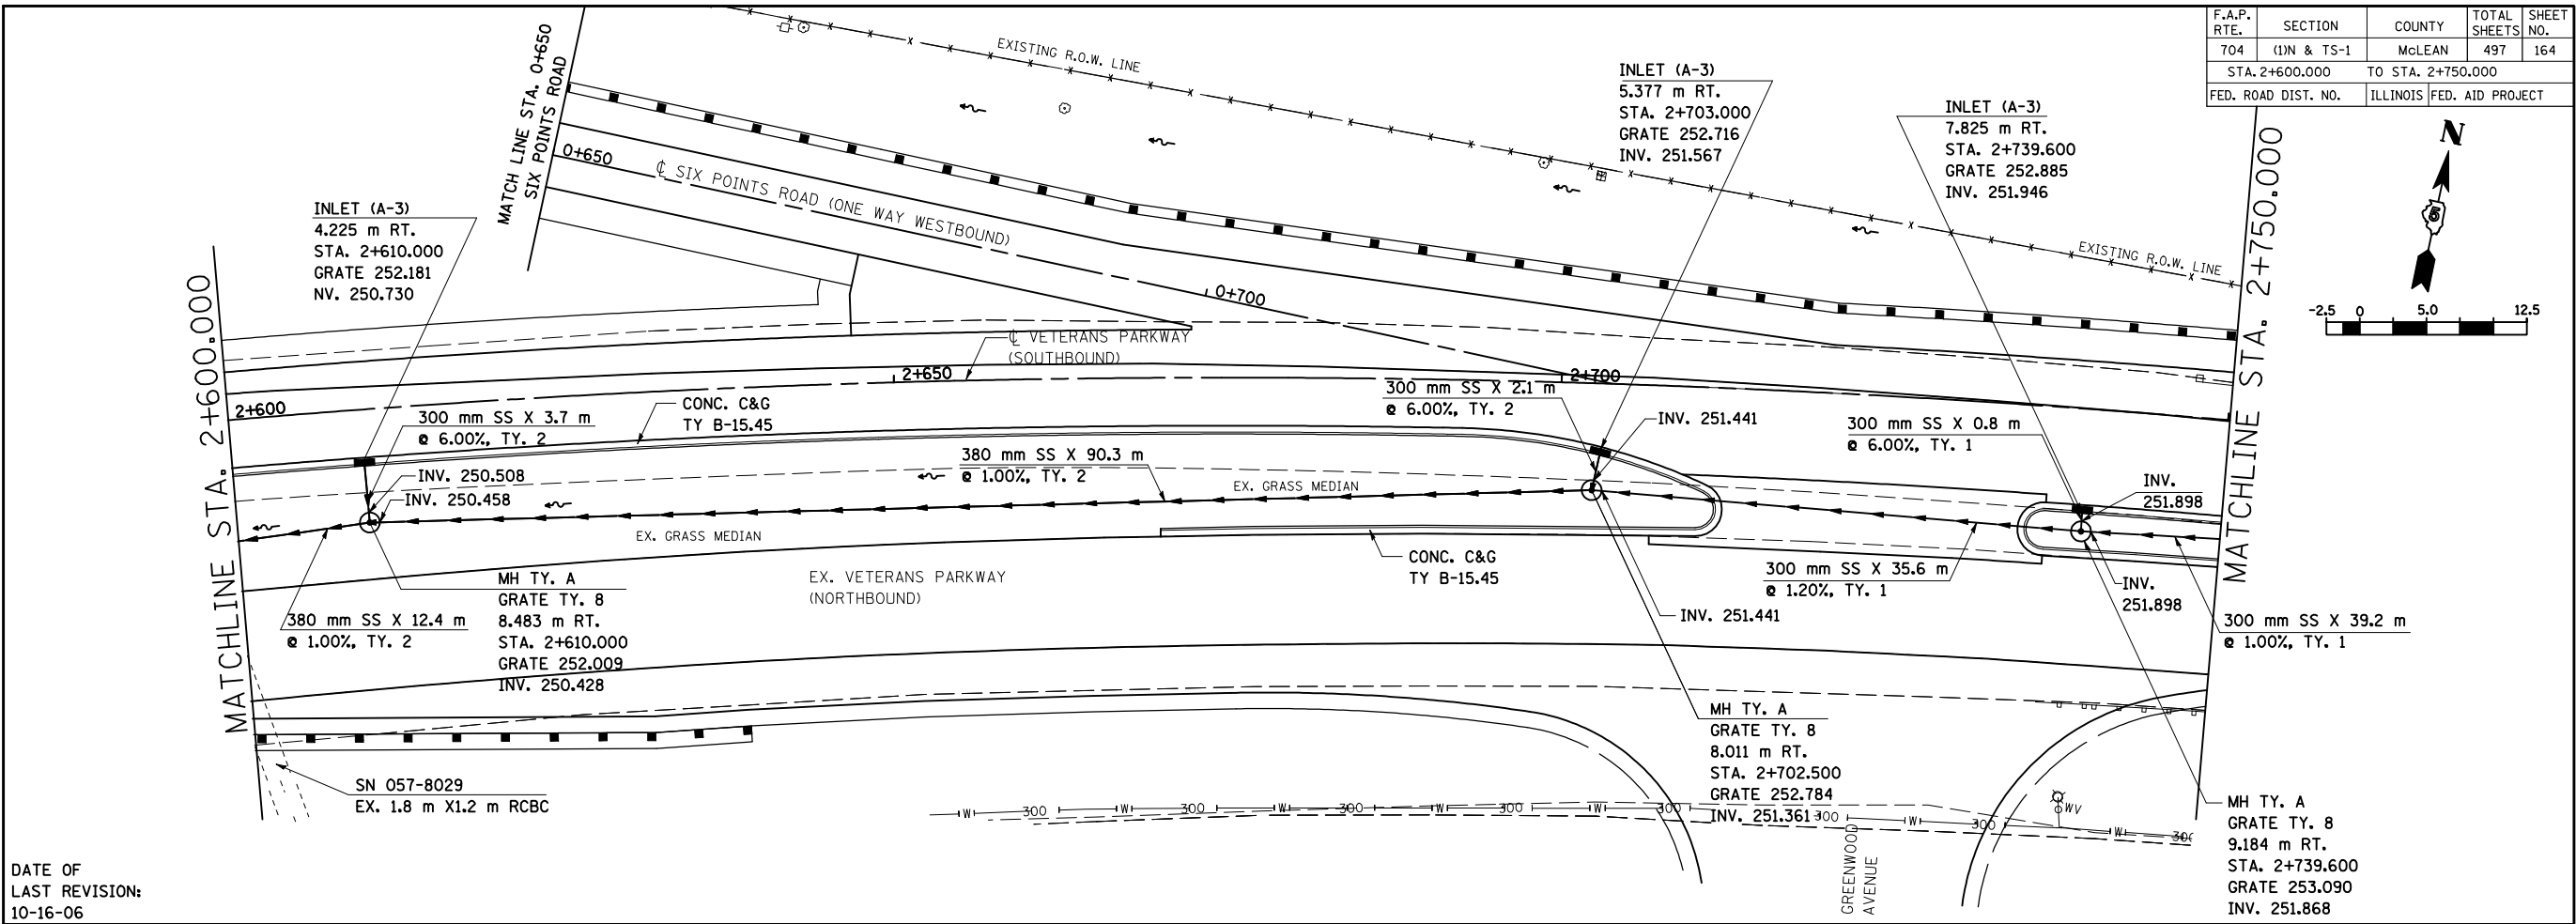 F.A.P. RTE. SECTION COUNTY TOTAL SHEETS SHEET NO.
704 (1)N & TS-1 McLEAN 497 164
STA. 2+600.000 TO STA. 2+750.000
FED. ROAD DIST. NO. ILLINOIS FED. AID PROJECT
N
-2.5 0 5.0 12.5
MATCH LINE STA. 0+650
SIX POINTS ROAD
EXISTING R.O.W. LINE
INLET (A-3)
5.377 m RT.
STA. 2+703.000
GRATE 252.716
INV. 251.567
INLET (A-3)
7.825 m RT.
STA. 2+739.600
GRATE 252.885
INV. 251.946
EXISTING R.O.W. LINE
INLET (A-3)
4.225 m RT.
STA. 2+610.000
GRATE 252.181
NV. 250.730
0+650
℄ SIX POINTS ROAD (ONE WAY WESTBOUND)
0+700
MATCHLINE STA. 2+600.000
MATCHLINE STA. 2+750.000
℄ VETERANS PARKWAY
(SOUTHBOUND)
2+600
2+650
2+700
300 mm SS X 3.7 m
@ 6.00%, TY. 2
CONC. C&G
TY B-15.45
300 mm SS X 2.1 m
@ 6.00%, TY. 2
INV. 251.441
300 mm SS X 0.8 m
@ 6.00%, TY. 1
INV. 250.508
INV. 250.458
380 mm SS X 90.3 m
@ 1.00%, TY. 2
EX. GRASS MEDIAN
EX. GRASS MEDIAN
INV.
251.898
CONC. C&G
TY B-15.45
300 mm SS X 35.6 m
@ 1.20%, TY. 1
INV.
251.898
INV. 251.441
300 mm SS X 39.2 m
@ 1.00%, TY. 1
380 mm SS X 12.4 m
@ 1.00%, TY. 2
MH TY. A
GRATE TY. 8
8.483 m RT.
STA. 2+610.000
GRATE 252.009
INV. 250.428
EX. VETERANS PARKWAY
(NORTHBOUND)
MH TY. A
GRATE TY. 8
8.011 m RT.
STA. 2+702.500
GRATE 252.784
INV. 251.361
SN 057-8029
EX. 1.8 m X1.2 m RCBC
W 300 W 300 W 300 W 300 W 300 300 W 300 W 300
WV
GREENWOOD
AVENUE
MH TY. A
GRATE TY. 8
9.184 m RT.
STA. 2+739.600
GRATE 253.090
INV. 251.868
DATE OF
LAST REVISION:
10-16-06